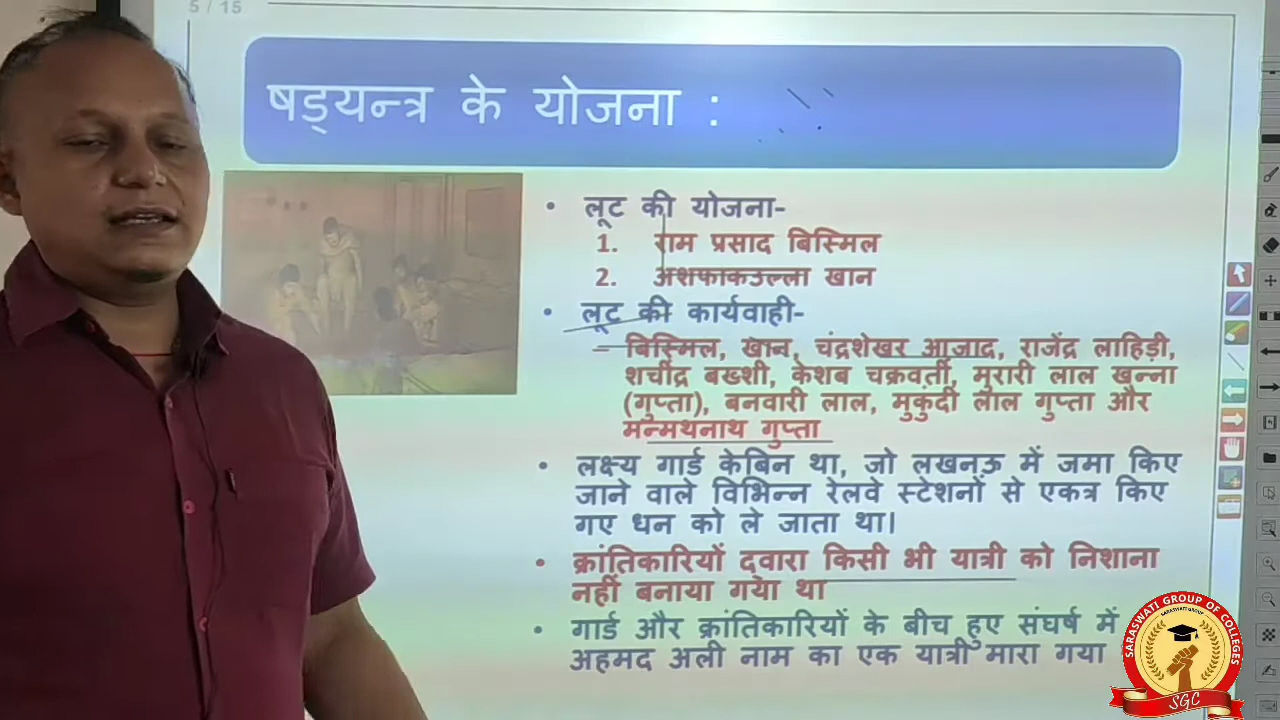 5 / 15
षड्यन्त्र के योजना :
• लूट की योजना-
1. राम प्रसाद बिस्मिल
2. अशफाकउल्ला खान
• लूट की कार्यवाही-
– बिस्मिल, खान, चंद्रशेखर आजाद, राजेंद्र लाहिड़ी,
शचींद्र बख्शी, केशब चक्रवर्ती, मुरारी लाल खन्ना
(गुप्ता), बनवारी लाल, मुकुंदी लाल गुप्ता और
मन्मथनाथ गुप्ता
• लक्ष्य गार्ड केबिन था, जो लखनऊ में जमा किए
जाने वाले विभिन्न रेलवे स्टेशनों से एकत्र किए
गए धन को ले जाता था।
• क्रांतिकारियों द्वारा किसी भी यात्री को निशाना
नहीं बनाया गया था
• गार्ड और क्रांतिकारियों के बीच हुए संघर्ष में
अहमद अली नाम का एक यात्री मारा गया
SARASWATI GROUP OF COLLEGES
SARASWATI GROUP
SGC